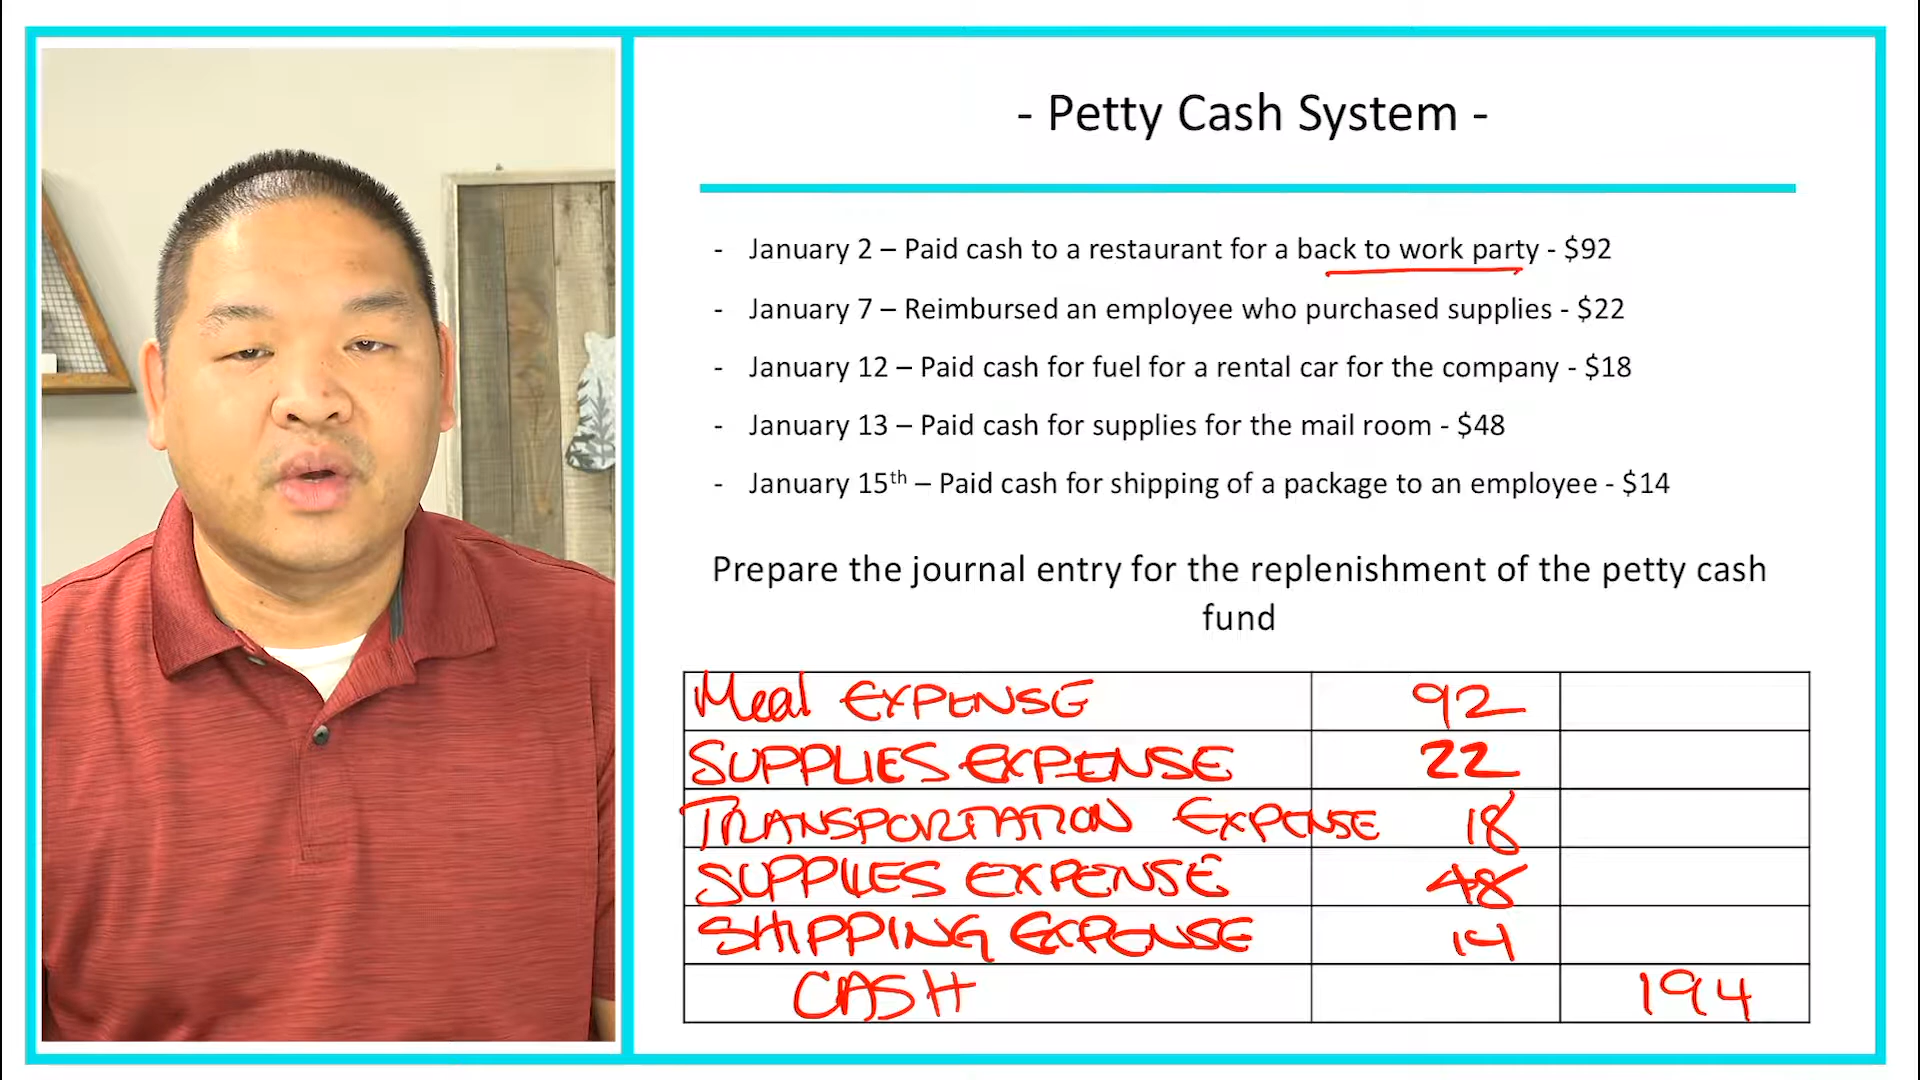 - Petty Cash System -
- January 2 – Paid cash to a restaurant for a back to work party - $92
- January 7 – Reimbursed an employee who purchased supplies - $22
- January 12 – Paid cash for fuel for a rental car for the company - $18
- January 13 – Paid cash for supplies for the mail room - $48
- January 15th – Paid cash for shipping of a package to an employee - $14
Prepare the journal entry for the replenishment of the petty cash
fund
Meal EXPENSE 92
SUPPLIES EXPENSE 22
TRANSPORTATION EXPENSE 18
SUPPLIES EXPENSE 48
SHIPPING EXPENSE 14
CASH 194